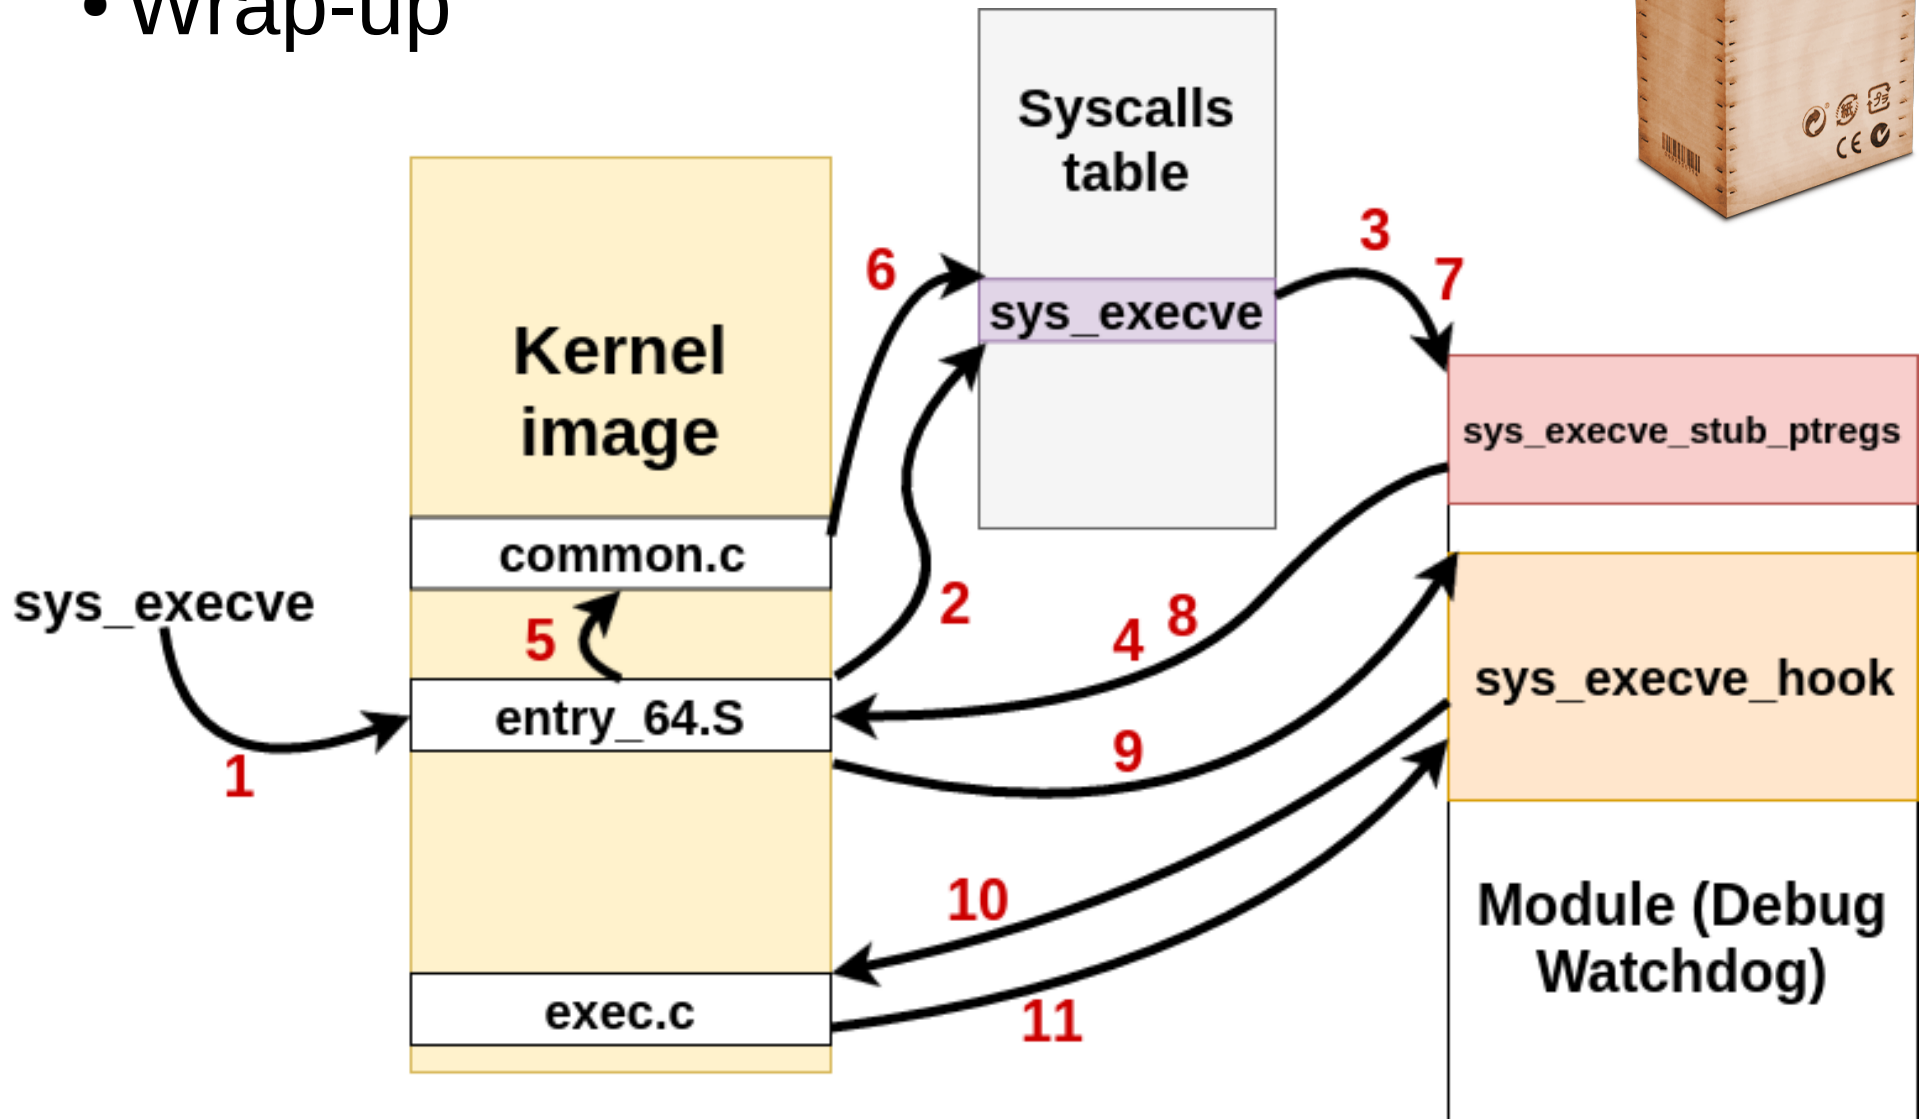 • Wrap-up
Syscalls
table
3
6
7
sys_execve
Kernel
image
sys_execve_stub_ptregs
common.c
sys_execve
2
8
5
4
sys_execve_hook
entry_64.S
9
1
10
Module (Debug
Watchdog)
exec.c
11
CE